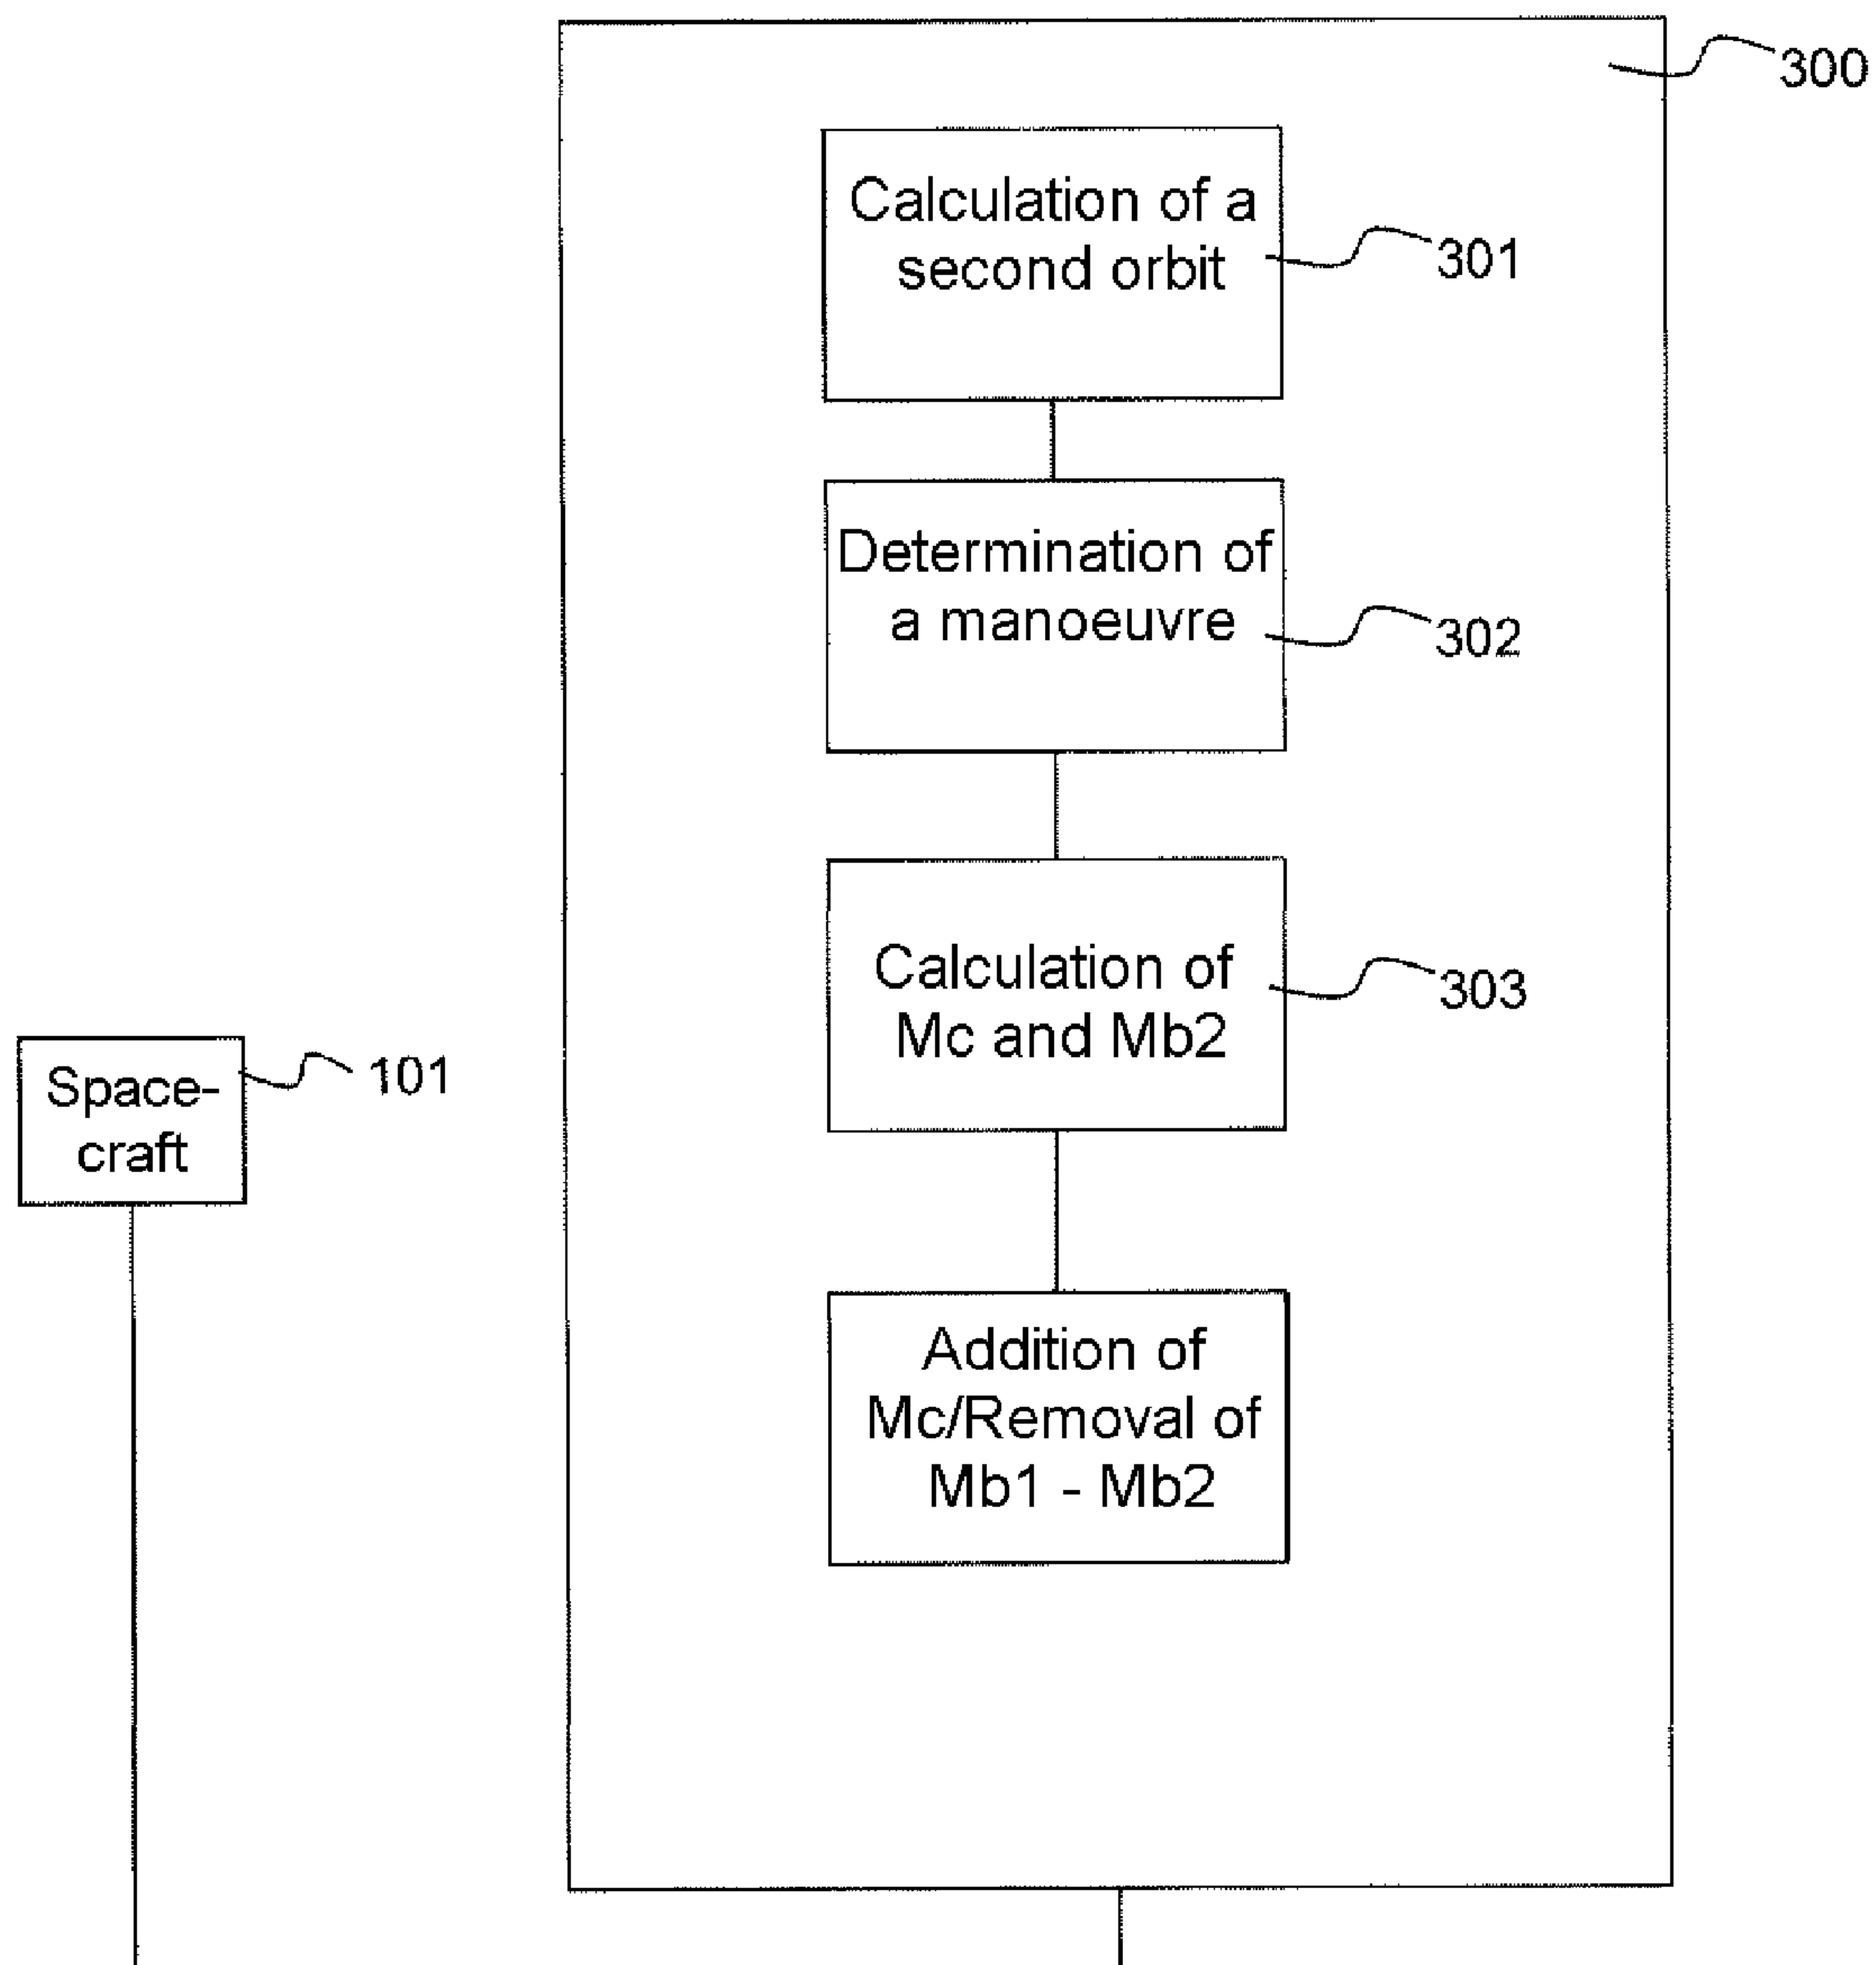 300
Calculation of a
second orbit
301
Determination of
a manoeuvre
302
Calculation of
Mc and Mb2
303
Space-
craft
101
Addition of
Mc/Removal of
Mb1 - Mb2